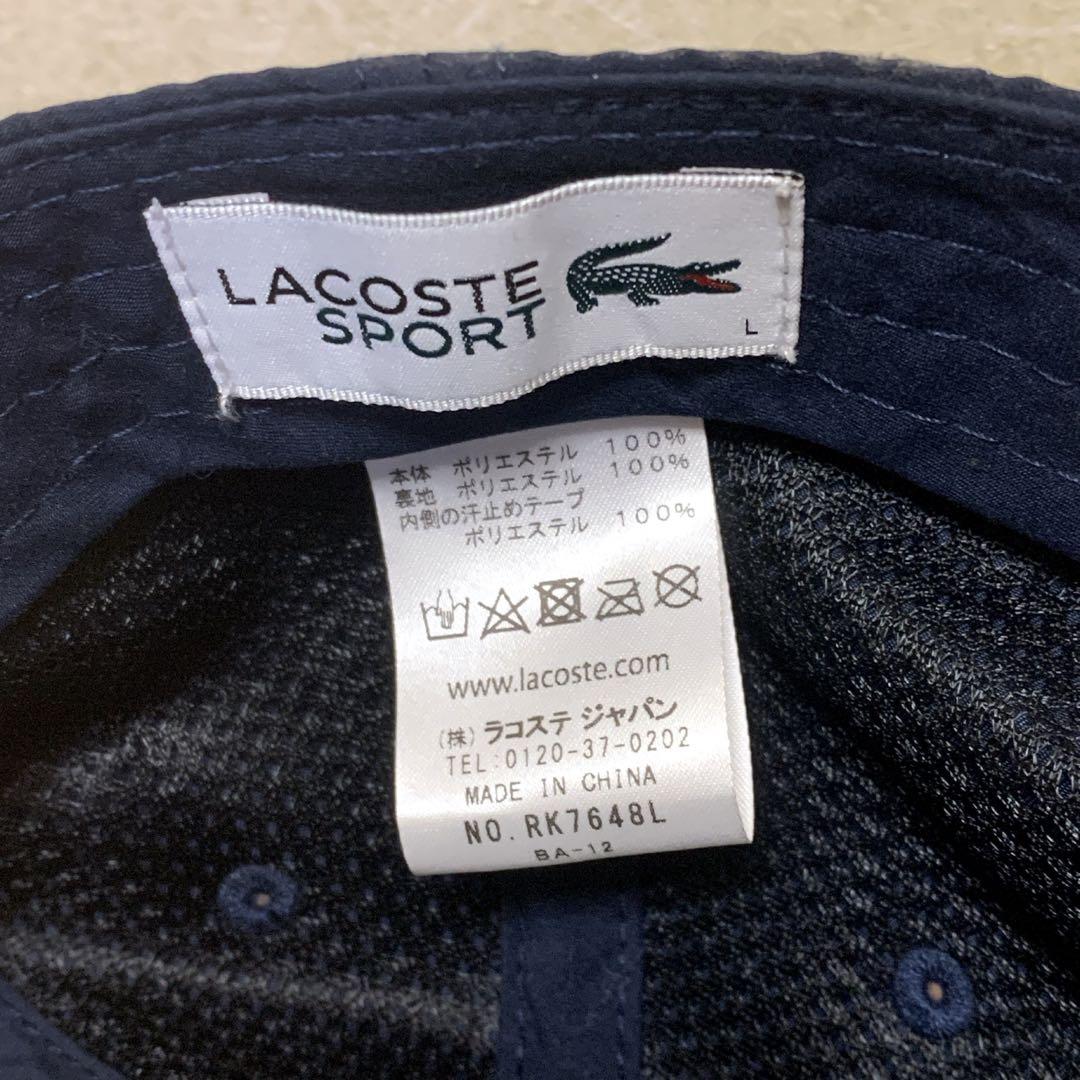 LACOSTE
SPORT
L
本体 ポリエステル 100%
裏地 ポリエステル 100%
内側の汗止めテープ
ポリエステル 100%
www.lacoste.com
(株) ラコステ ジャパン
TEL:0120-37-0202
MADE IN CHINA
NO.RK7648L
BA-12